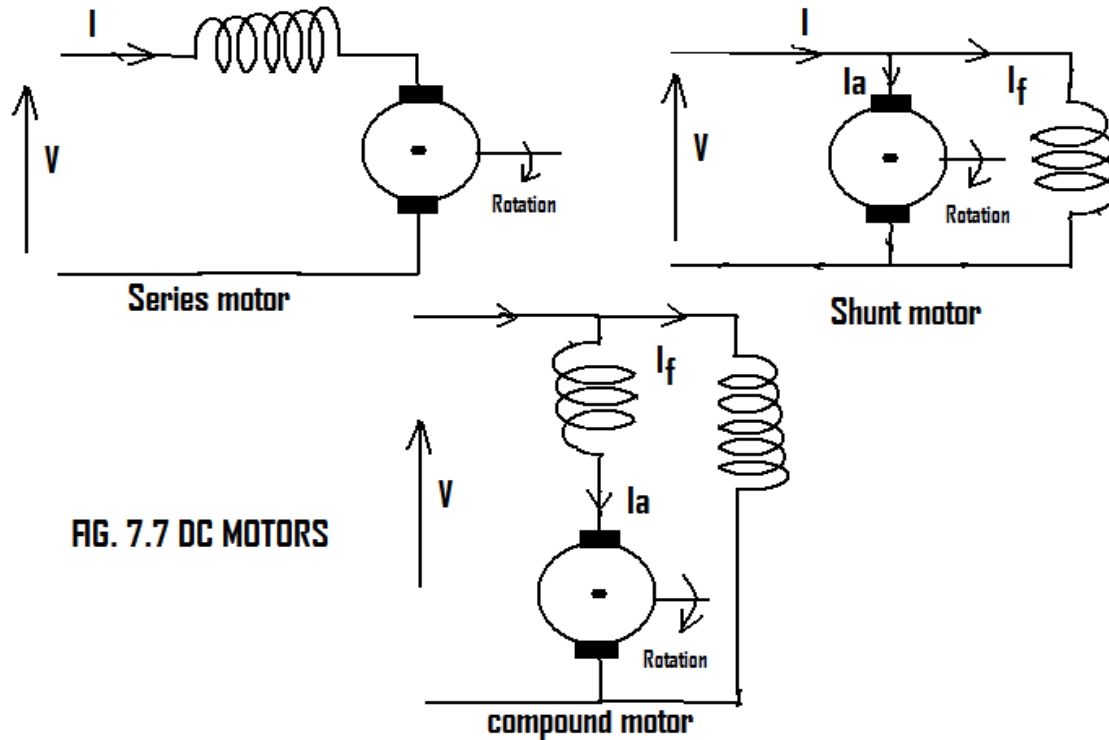 I
V
Rotation
Series motor
I
Ia
If
V
Rotation
Shunt motor
If
V
Ia
FIG. 7.7 DC MOTORS
Rotation
compound motor